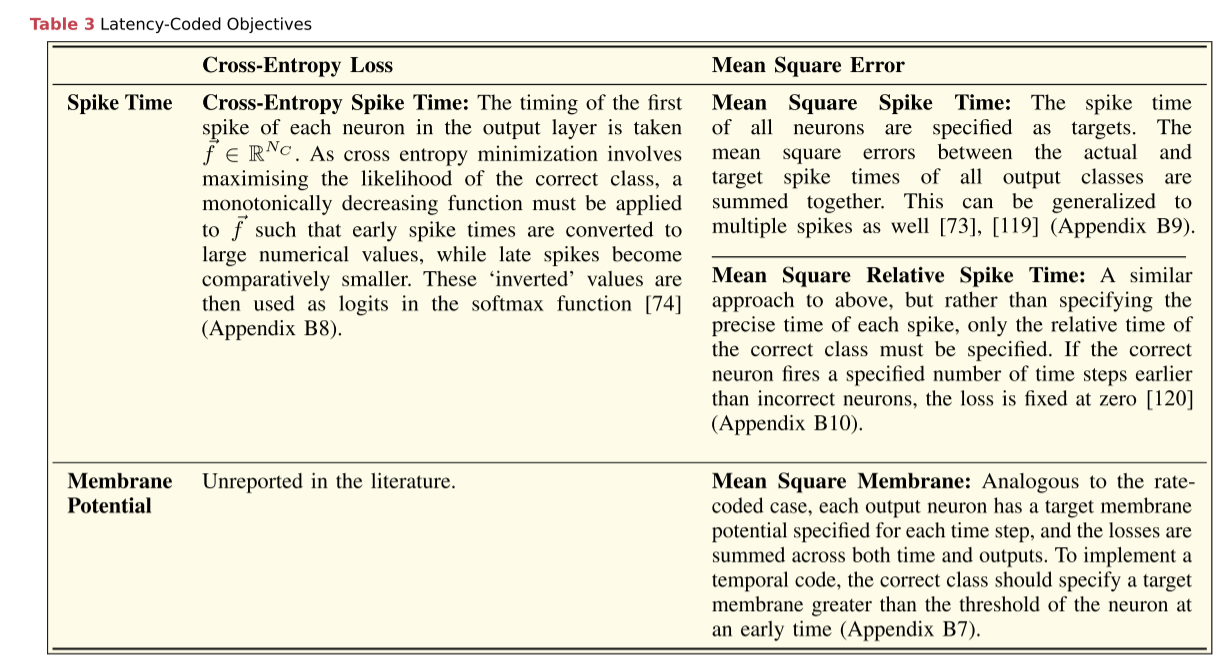 Table 3 Latency-Coded Objectives
Cross-Entropy Loss
Mean Square Error
Spike Time
Cross-Entropy Spike Time: The timing of the first
spike of each neuron in the output layer is taken
f⃗ ∈ ℝ^{N_C}. As cross entropy minimization involves
maximising the likelihood of the correct class, a
monotonically decreasing function must be applied
to f⃗ such that early spike times are converted to
large numerical values, while late spikes become
comparatively smaller. These ‘inverted’ values are
then used as logits in the softmax function [74]
(Appendix B8).
Mean Square Spike Time: The spike time
of all neurons are specified as targets. The
mean square errors between the actual and
target spike times of all output classes are
summed together. This can be generalized to
multiple spikes as well [73], [119] (Appendix B9).
Mean Square Relative Spike Time: A similar
approach to above, but rather than specifying the
precise time of each spike, only the relative time of
the correct class must be specified. If the correct
neuron fires a specified number of time steps earlier
than incorrect neurons, the loss is fixed at zero [120]
(Appendix B10).
Membrane
Potential
Unreported in the literature.
Mean Square Membrane: Analogous to the rate-
coded case, each output neuron has a target membrane
potential specified for each time step, and the losses are
summed across both time and outputs. To implement a
temporal code, the correct class should specify a target
membrane greater than the threshold of the neuron at
an early time (Appendix B7).